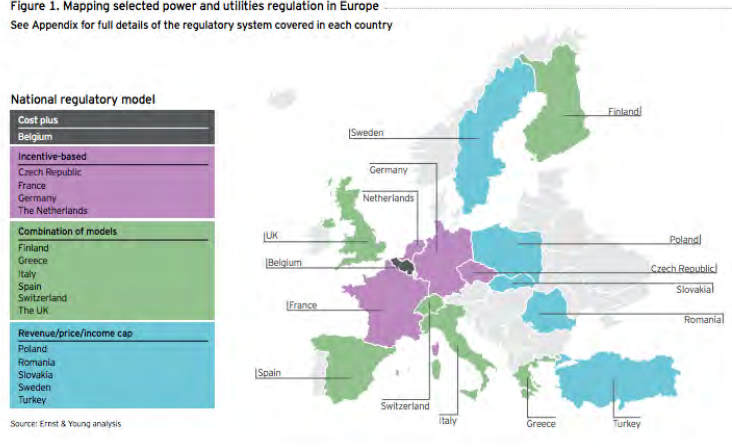 Figure 1. Mapping selected power and utilities regulation in Europe
See Appendix for full details of the regulatory system covered in each country
National regulatory model
Cost plus
Belgium
Incentive-based
Czech Republic
France
Germany
The Netherlands
Combination of models
Finland
Greece
Italy
Spain
Switzerland
The UK
Revenue/price/income cap
Poland
Romania
Slovakia
Sweden
Turkey
Source: Ernst & Young analysis
Finland
Sweden
Germany
Netherlands
UK
Poland
Belgium
Czech Republic
Slovakia
France
Romania
Spain
Switzerland
Italy
Greece
Turkey